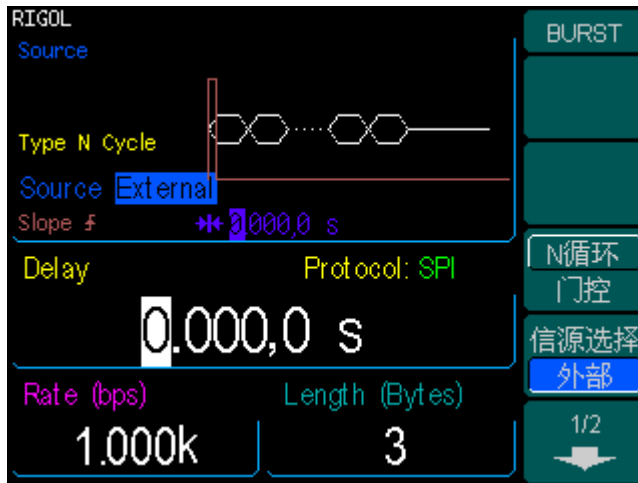 RIGOL
Source
Type N Cycle
Source External
Slope
0.000,0 s
Delay
Protocol: SPI
0.000,0 s
Rate (bps)
Length (Bytes)
1.000k
3
BURST
N循环
门控
信源选择
外部
1/2